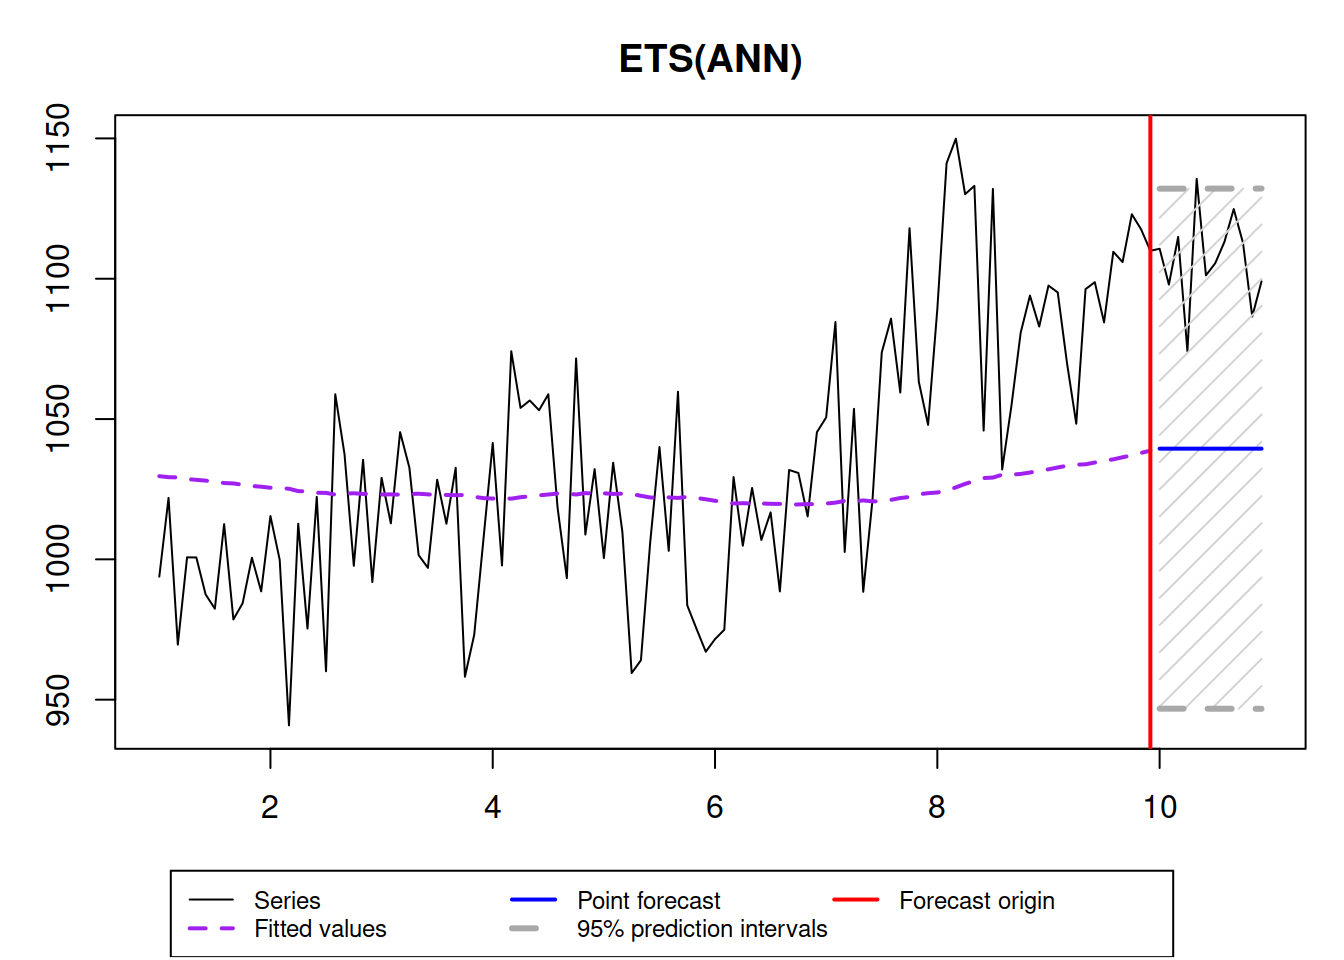 ETS(ANN)
1150
1100
1050
1000
950
2 4 6 8 10
Series Point forecast Forecast origin
Fitted values 95% prediction intervals